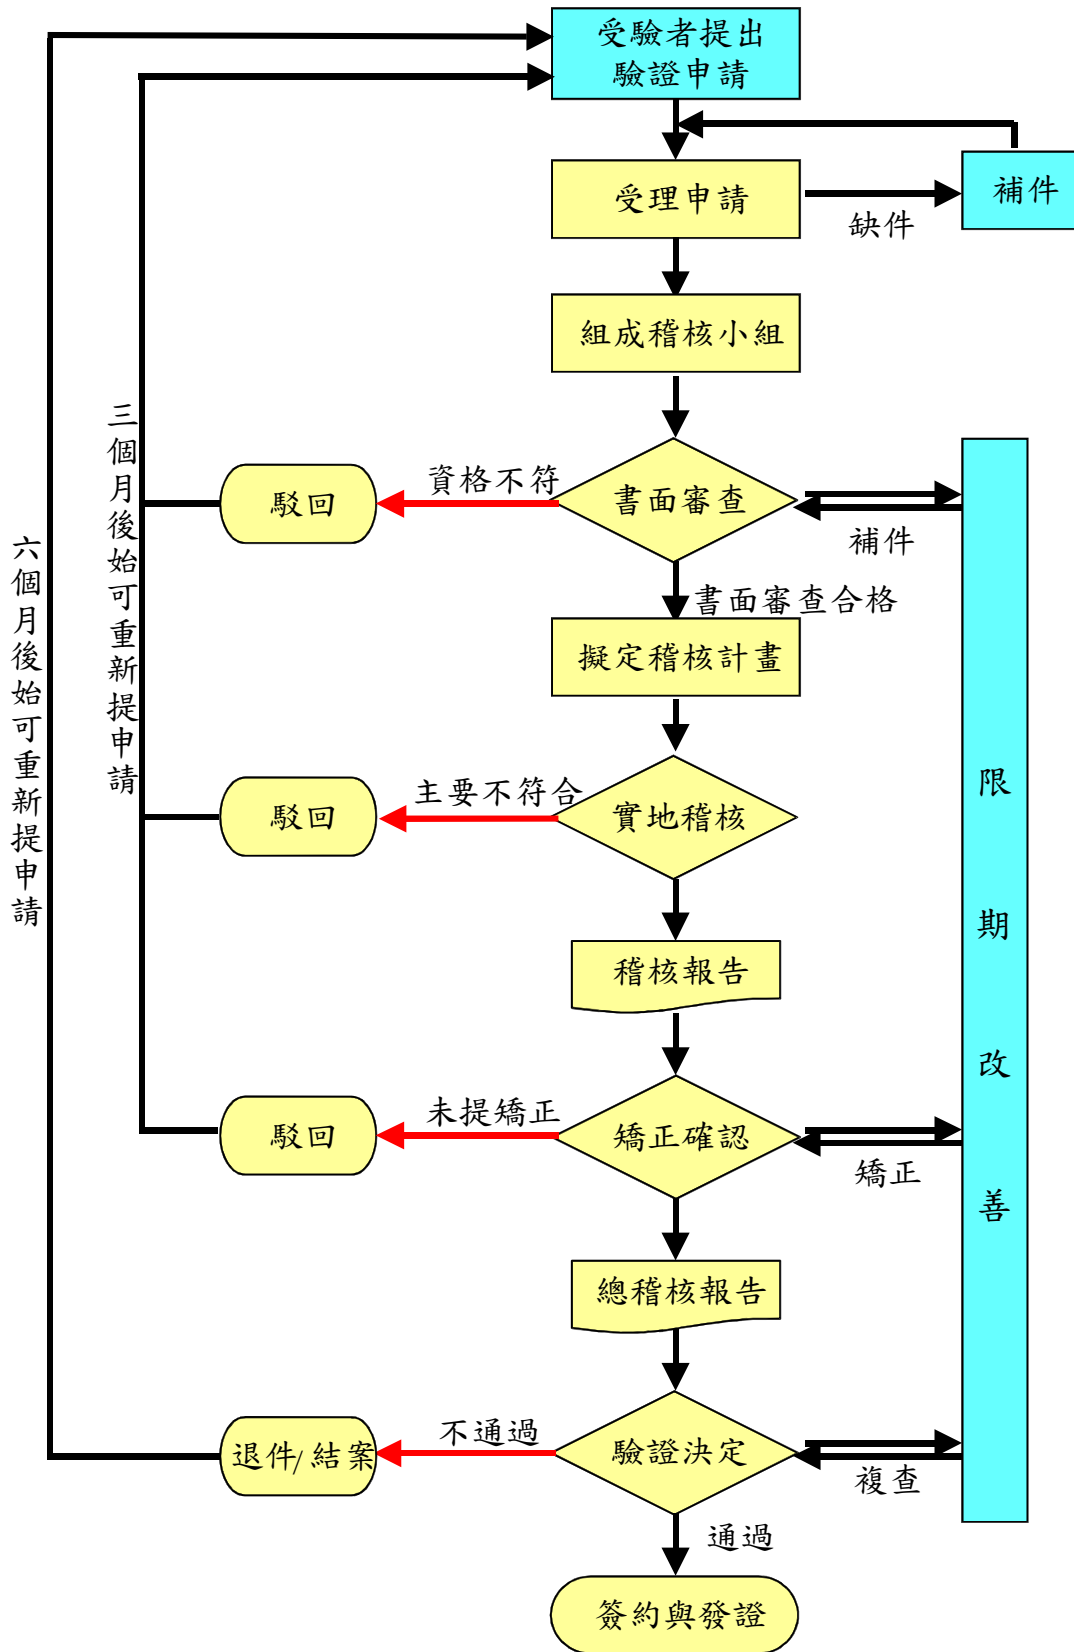 受驗者提出
驗證申請
受理申請
缺件
補件
組成稽核小組
三個月後始可重新提申請
六個月後始可重新提申請
駁回
資格不符
書面審查
補件
書面審查合格
擬定稽核計畫
限期改善
駁回
主要不符合
實地稽核
稽核報告
駁回
未提矯正
矯正確認
矯正
總稽核報告
退件/結案
不通過
驗證決定
複查
通過
簽約與發證